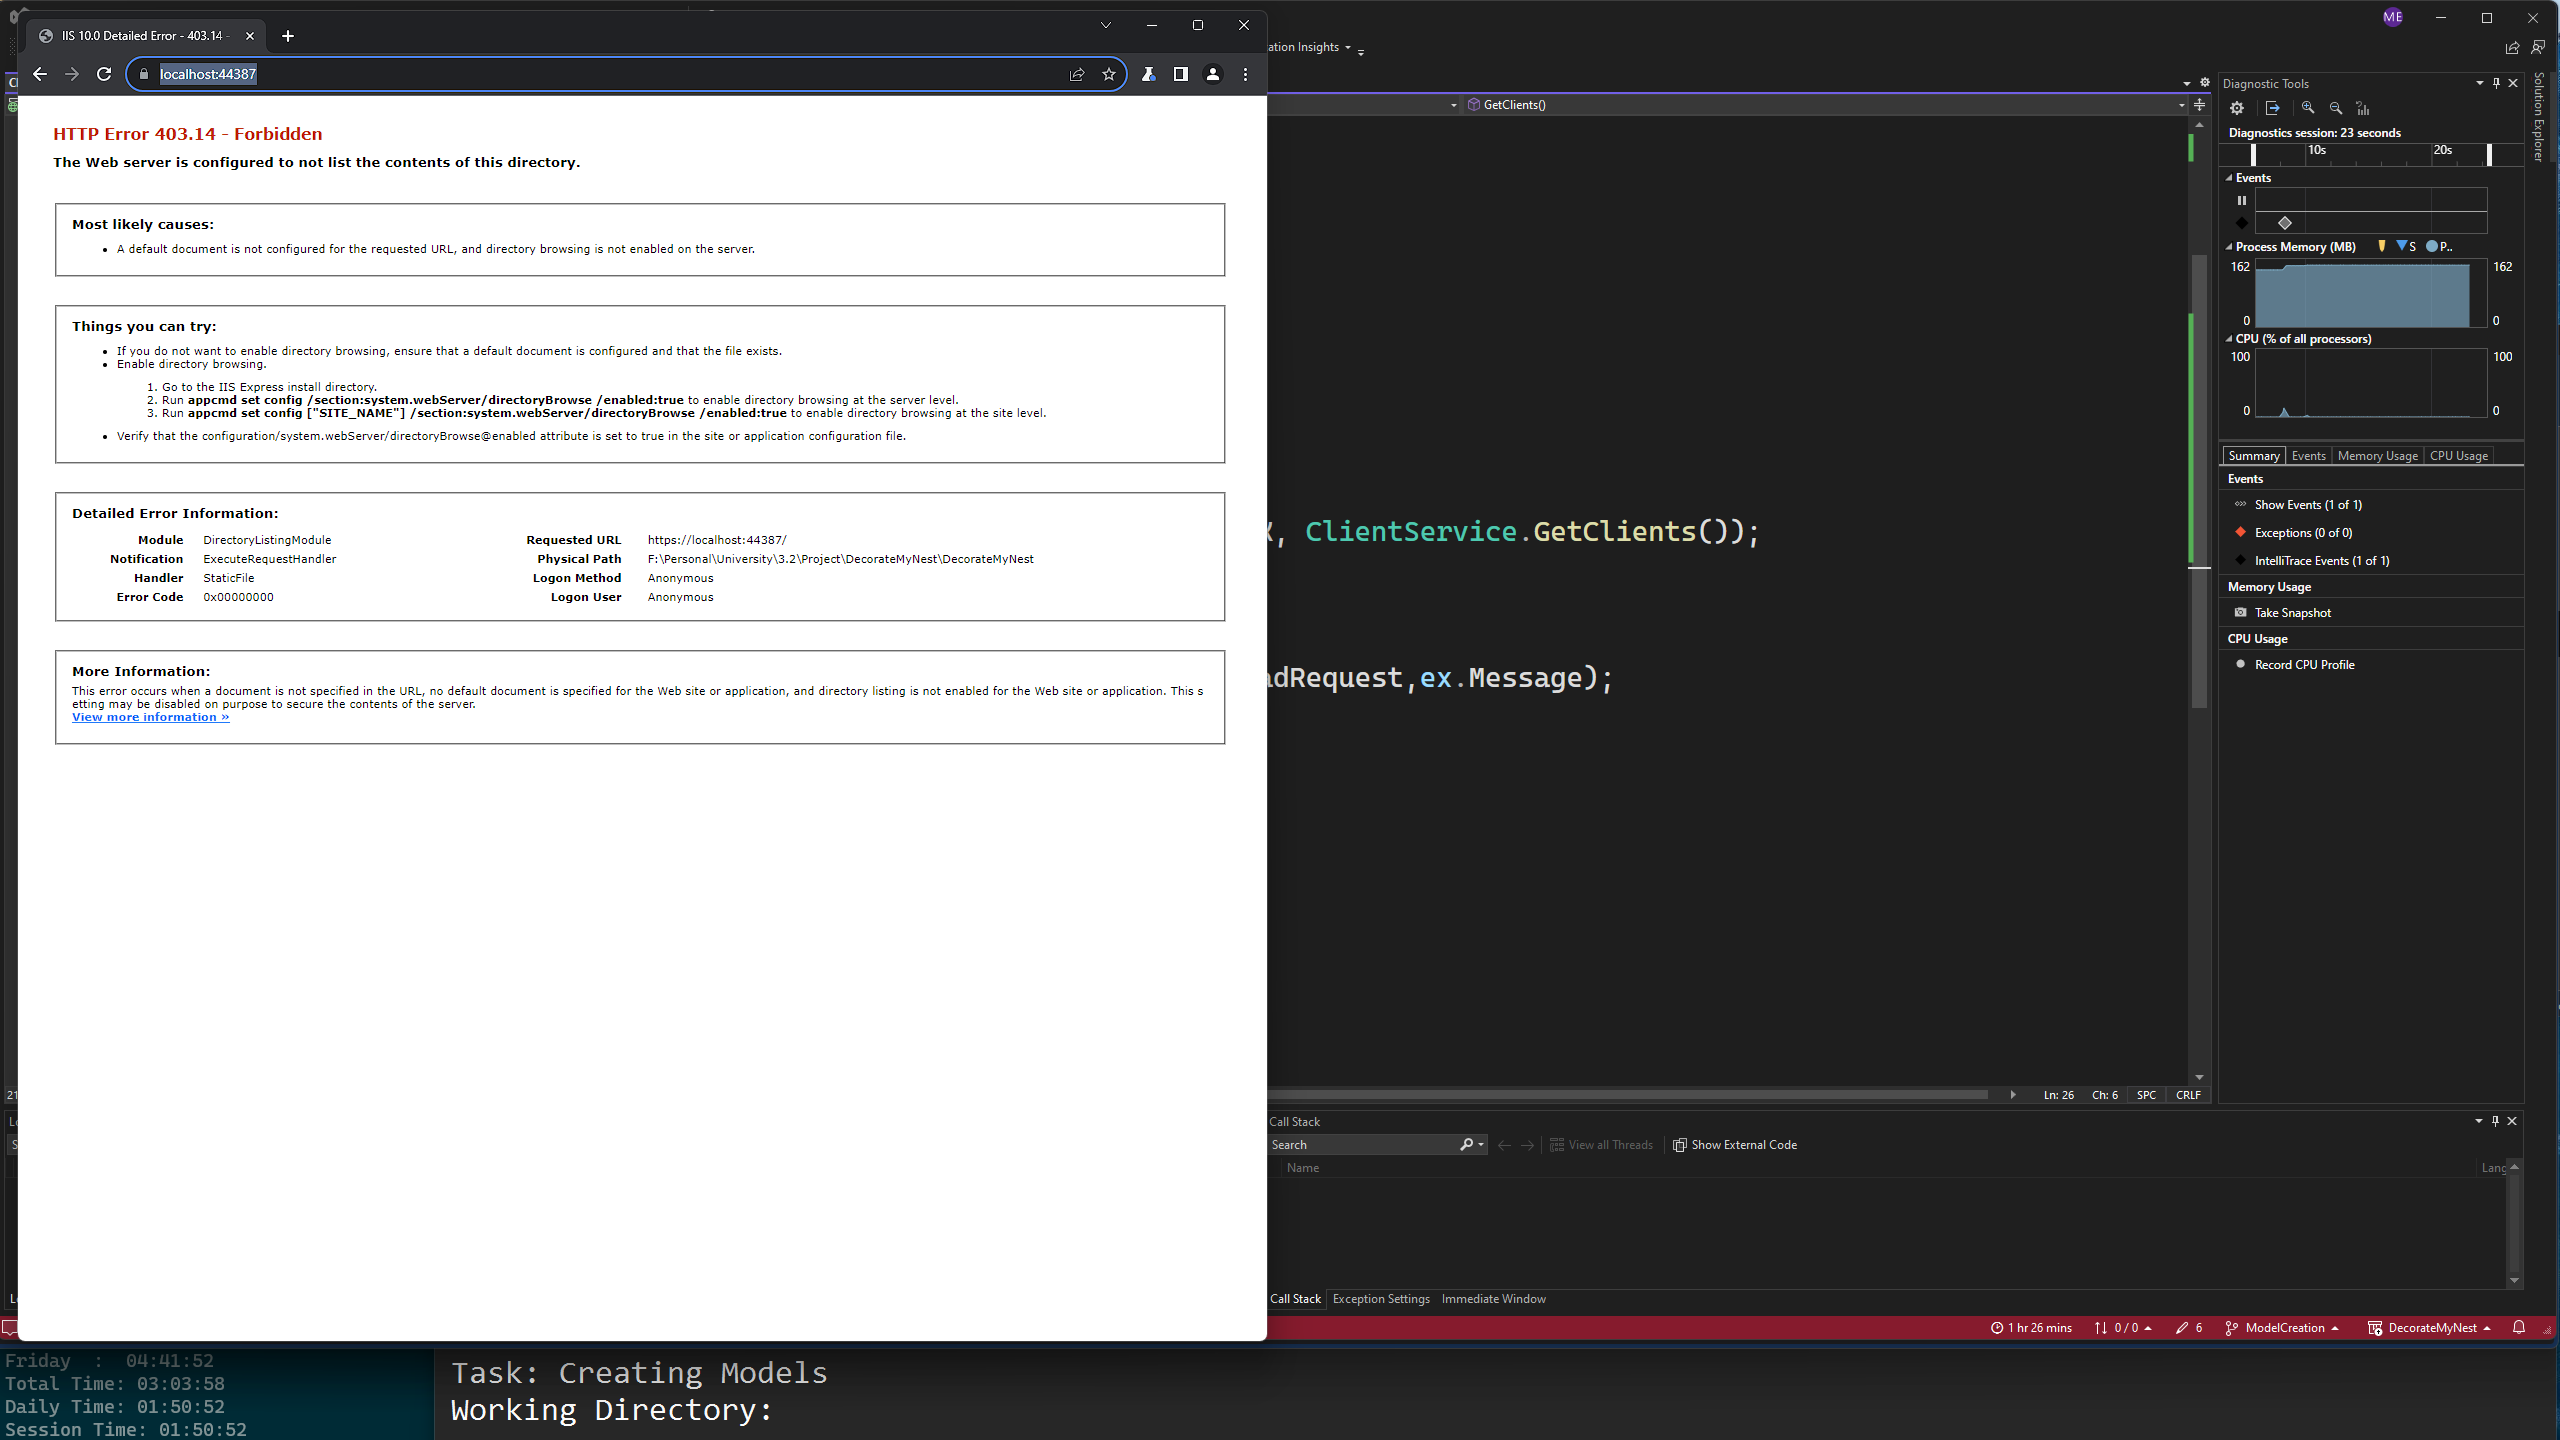 IIS 10.0 Detailed Error - 403.14 -
localhost:44387
HTTP Error 403.14 - Forbidden
The Web server is configured to not list the contents of this directory.
Most likely causes:
• A default document is not configured for the requested URL, and directory browsing is not enabled on the server.
Things you can try:
• If you do not want to enable directory browsing, ensure that a default document is configured and that the file exists.
• Enable directory browsing.
1. Go to the IIS Express install directory.
2. Run appcmd set config /section:system.webServer/directoryBrowse /enabled:true to enable directory browsing at the server level.
3. Run appcmd set config ["SITE_NAME"] /section:system.webServer/directoryBrowse /enabled:true to enable directory browsing at the site level.
• Verify that the configuration/system.webServer/directoryBrowse@enabled attribute is set to true in the site or application configuration file.
Detailed Error Information:
Module DirectoryListingModule
Notification ExecuteRequestHandler
Handler StaticFile
Error Code 0x00000000
Requested URL https://localhost:44387/
Physical Path F:\Personal\University\3.2\Project\DecorateMyNest\DecorateMyNest
Logon Method Anonymous
Logon User Anonymous
More Information:
This error occurs when a document is not specified in the URL, no default document is specified for the Web site or application, and directory listing is not enabled for the Web site or application. This s
etting may be disabled on purpose to secure the contents of the server.
View more information »
ME
ation Insights
GetClients()
, ClientService.GetClients());
adRequest,ex.Message);
Ln: 26 Ch: 6 SPC CRLF
Diagnostic Tools
Diagnostics session: 23 seconds
10s 20s
Events
Process Memory (MB) S P..
162 162
0 0
CPU (% of all processors)
100 100
0 0
Summary Events Memory Usage CPU Usage
Events
Show Events (1 of 1)
Exceptions (0 of 0)
IntelliTrace Events (1 of 1)
Memory Usage
Take Snapshot
CPU Usage
Record CPU Profile
Solution Explorer
Call Stack
Search View all Threads Show External Code
Name Lang
Call Stack Exception Settings Immediate Window
1 hr 26 mins 0 / 0 6 ModelCreation DecorateMyNest
Friday : 04:41:52
Total Time: 03:03:58
Daily Time: 01:50:52
Session Time: 01:50:52
Task: Creating Models
Working Directory: